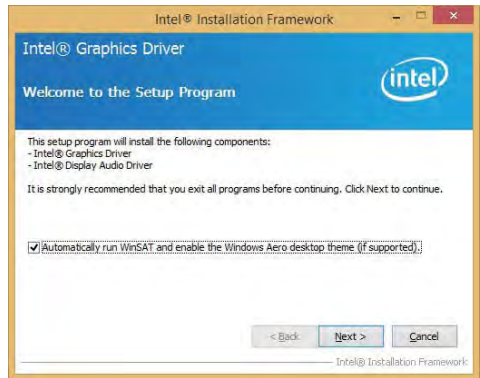 Intel® Installation Framework
Intel® Graphics Driver
Welcome to the Setup Program
intel
This setup program will install the following components:
- Intel® Graphics Driver
- Intel® Display Audio Driver
It is strongly recommended that you exit all programs before continuing. Click Next to continue.
Automatically run WinSAT and enable the Windows Aero desktop theme (if supported).
< Back Next > Cancel
Intel® Installation Framework